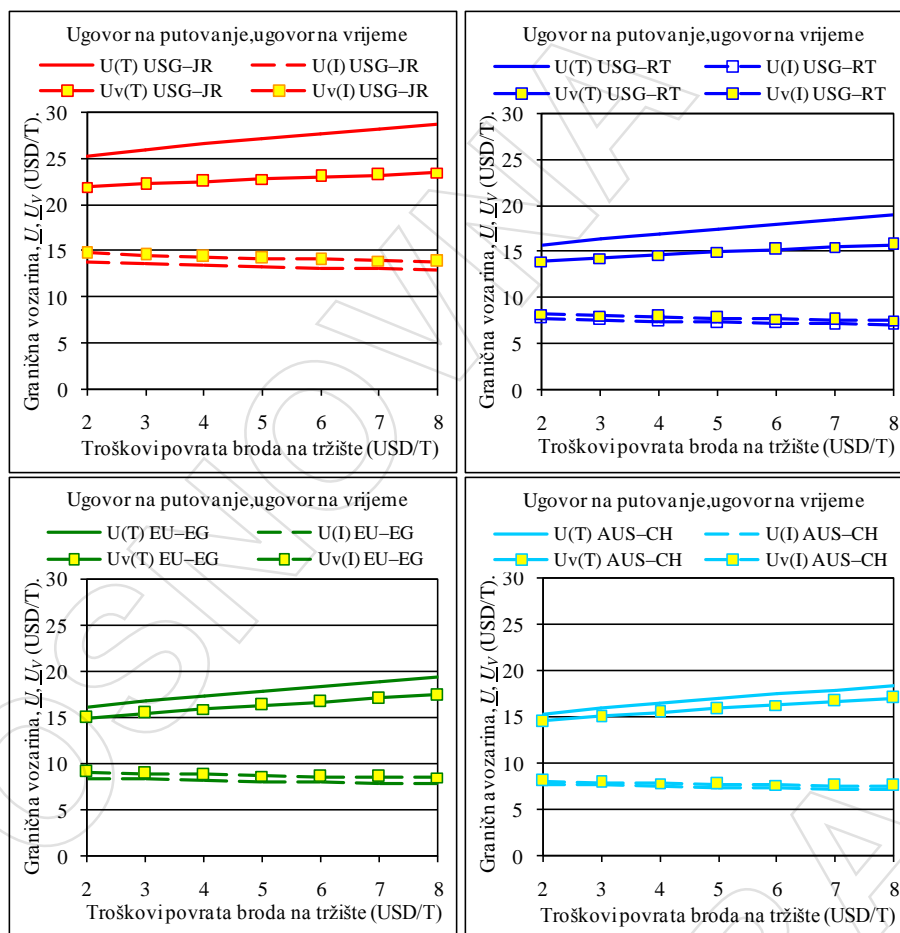 Ugovor na putovanje,ugovor na vrijeme
U(T) USG–JR U(I) USG–JR
Uv(T) USG–JR Uv(I) USG–JR
Granična vozarina, U, Uv (USD/T).
30
25
20
15
10
5
0
2 3 4 5 6 7 8
Troškovi povrata broda na tržište (USD/T)
Ugovor na putovanje,ugovor na vrijeme
U(T) USG–RT U(I) USG–RT
Uv(T) USG–RT Uv(I) USG–RT
Granična vozarina, U, Uv (USD/T).
30
25
20
15
10
5
0
2 3 4 5 6 7 8
Troškovi povrata broda na tržište (USD/T)
Ugovor na putovanje,ugovor na vrijeme
U(T) EU–EG U(I) EU–EG
Uv(T) EU–EG Uv(I) EU–EG
Granična vozarina, U, Uv (USD/T).
30
25
20
15
10
5
0
2 3 4 5 6 7 8
Troškovi povrata broda na tržište (USD/T)
Ugovor na putovanje,ugovor na vrijeme
U(T) AUS–CH U(I) AUS–CH
Uv(T) AUS–CH Uv(I) AUS–CH
Granična vozarina, U, Uv (USD/T).
30
25
20
15
10
5
0
2 3 4 5 6 7 8
Troškovi povrata broda na tržište (USD/T)
OSNOVNA